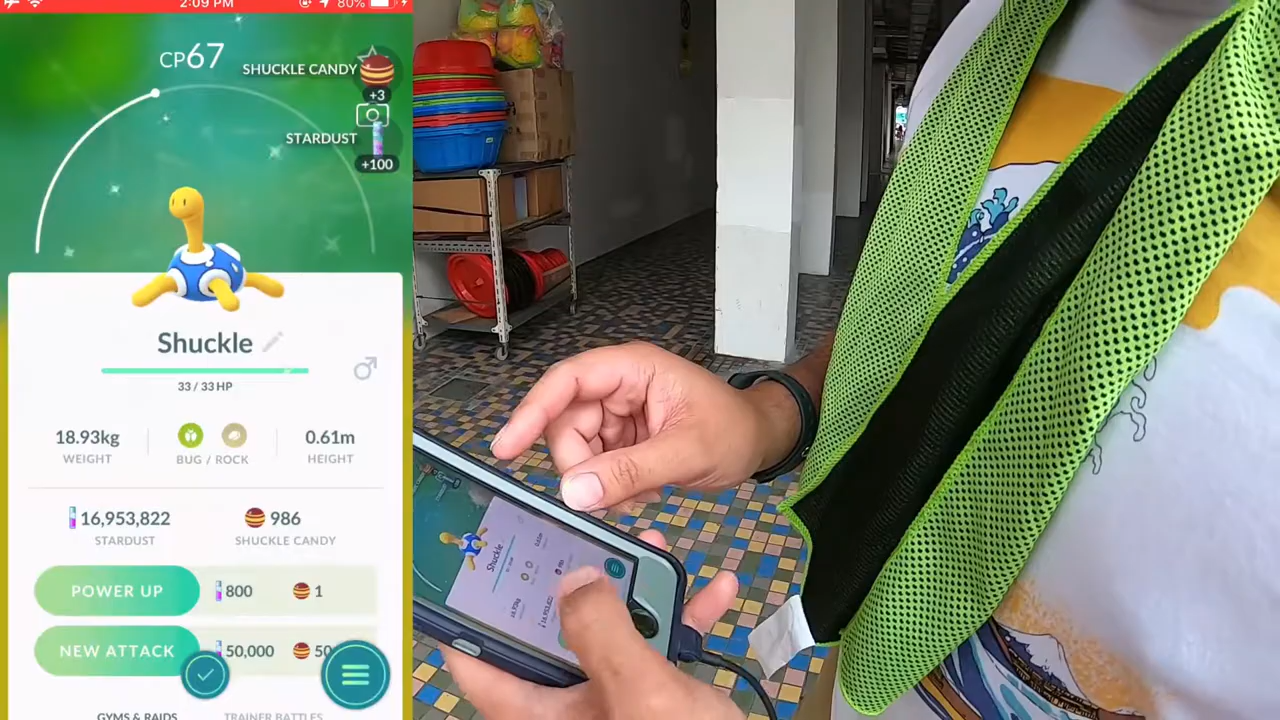 2:09 PM 80%
CP67
SHUCKLE CANDY
+3
STARDUST
+100
Shuckle
33 / 33 HP
18.93kg
WEIGHT
BUG / ROCK
0.61m
HEIGHT
16,953,822
STARDUST
986
SHUCKLE CANDY
POWER UP 800 1
NEW ATTACK 50,000 50
GYMS & RAIDS TRAINER BATTLES
Shuckle